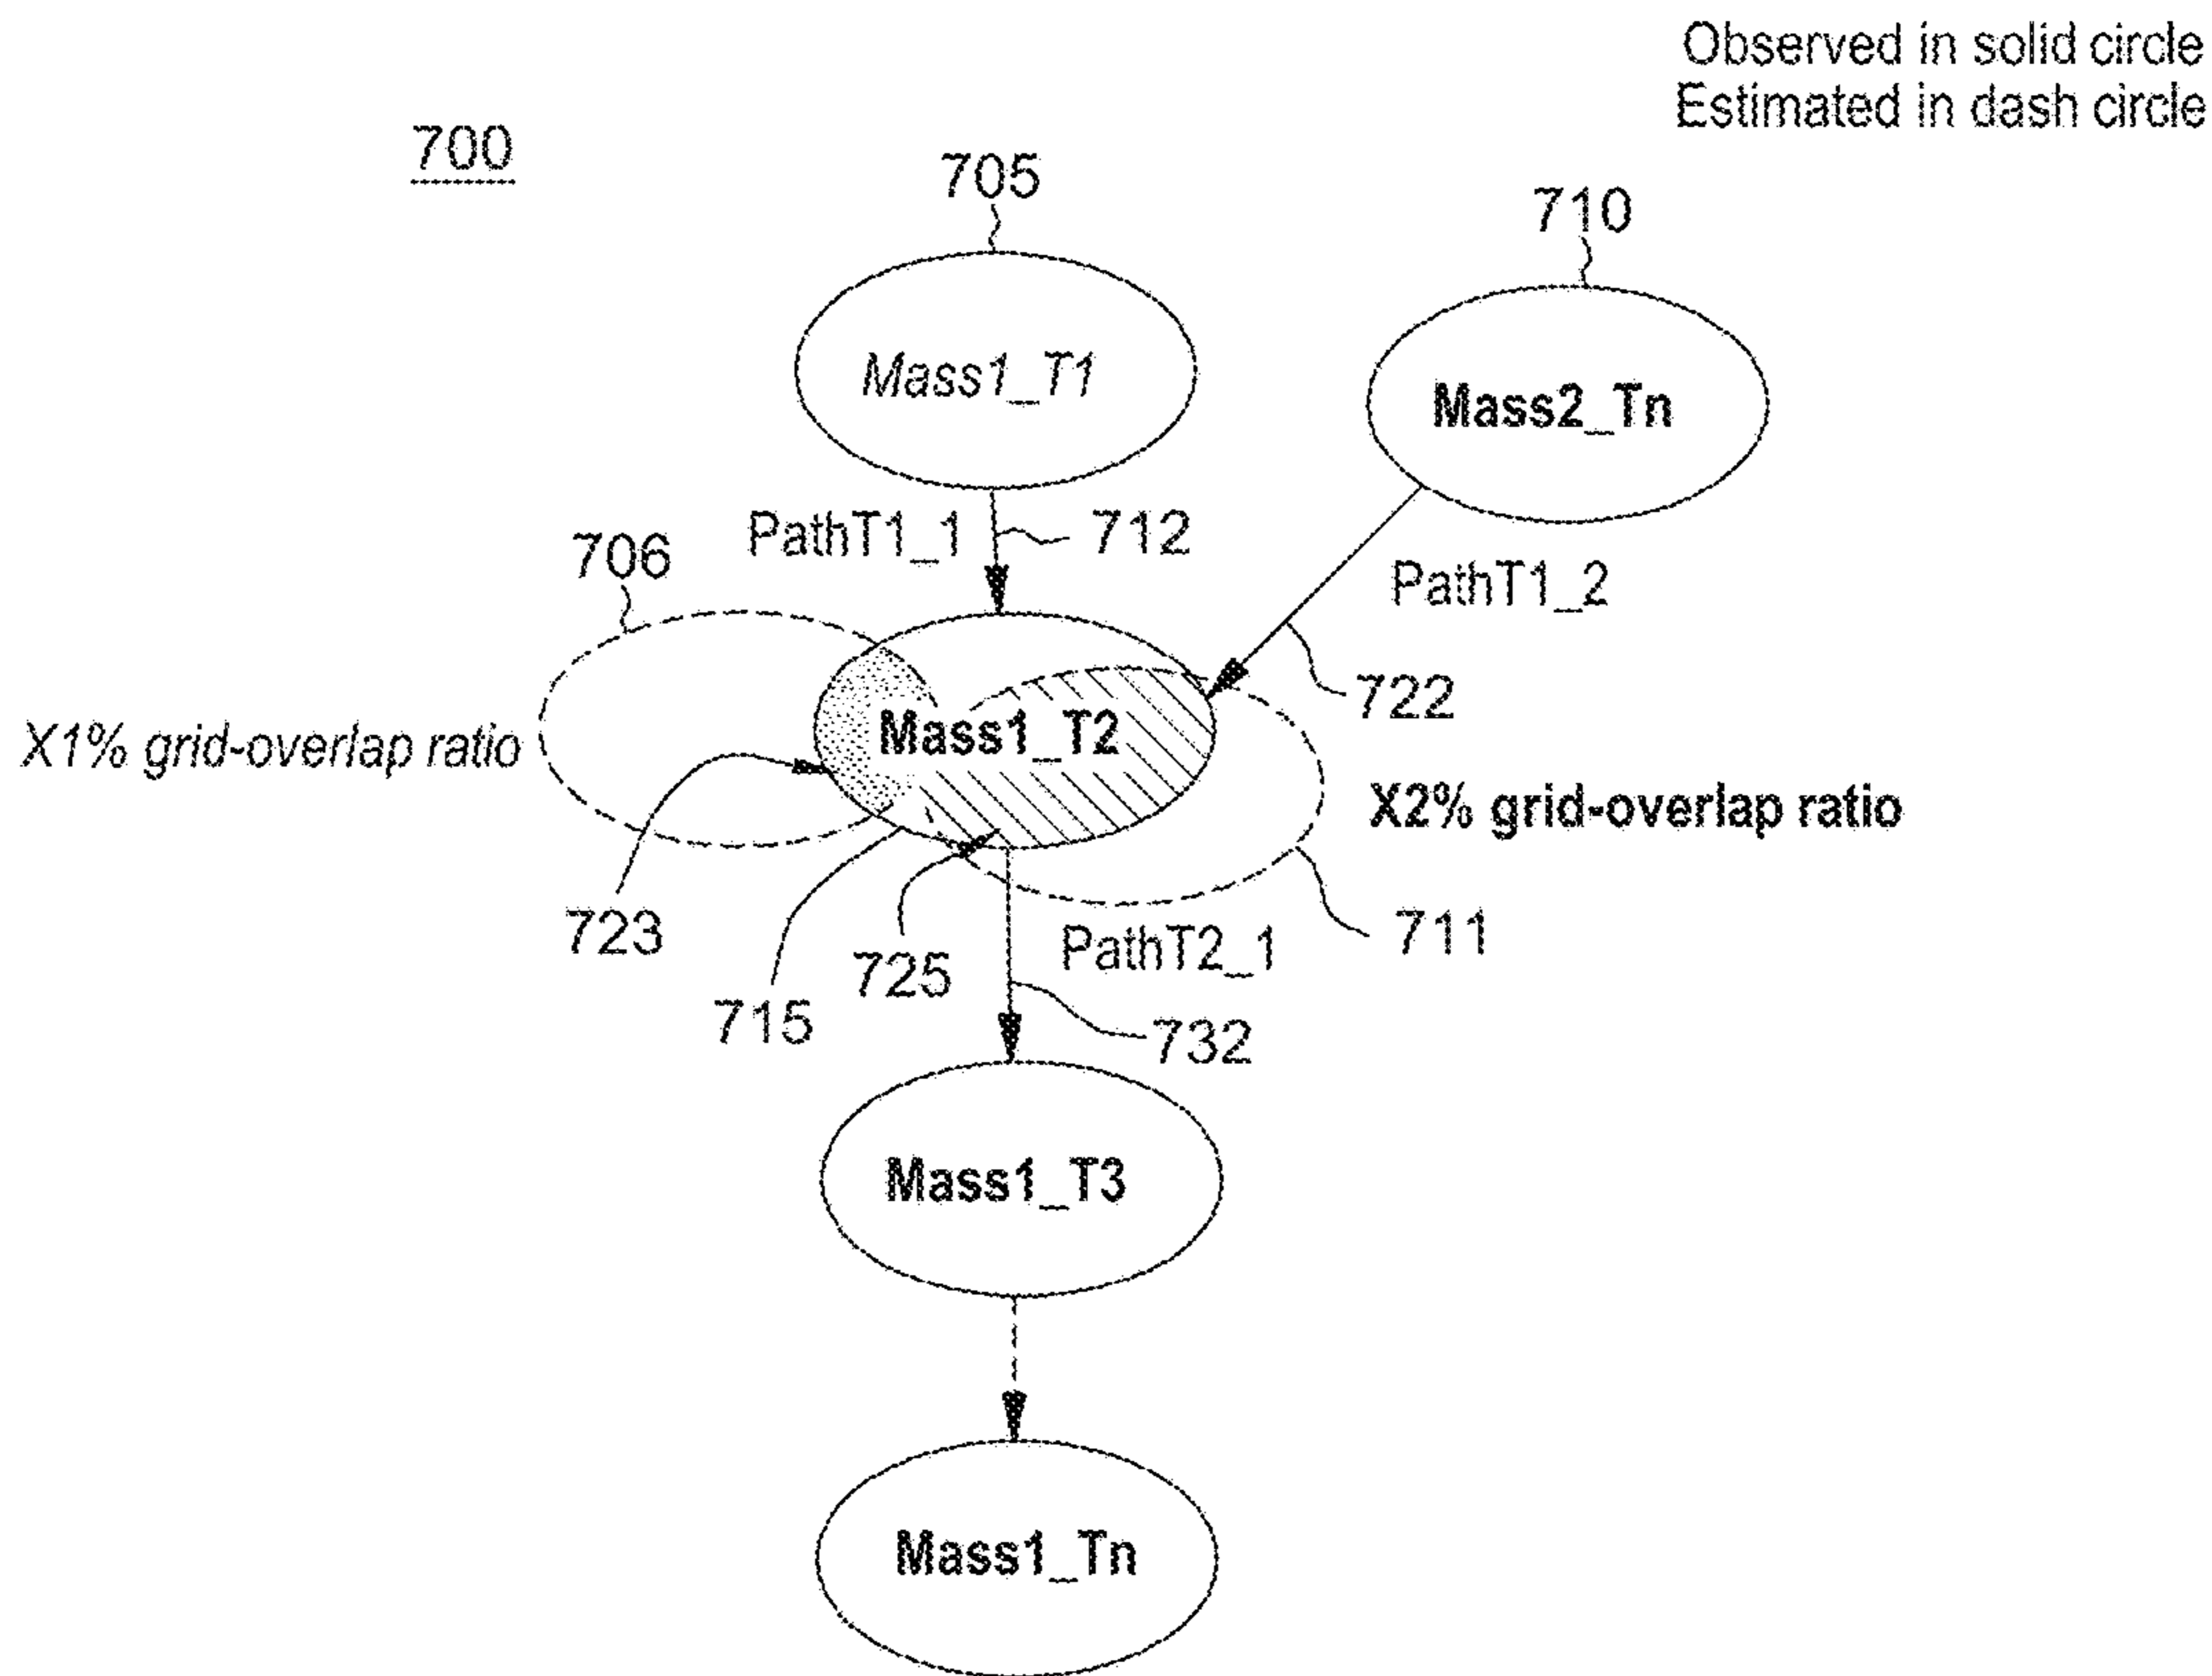 Observed in solid circle
Estimated in dash circle
700
705
710
Mass1_T1
Mass2_Tn
PathT1_1
712
706
PathT1_2
722
Mass1_T2
X1% grid-overlap ratio
X2% grid-overlap ratio
723
711
725
PathT2_1
715
732
Mass1_T3
Mass1_Tn